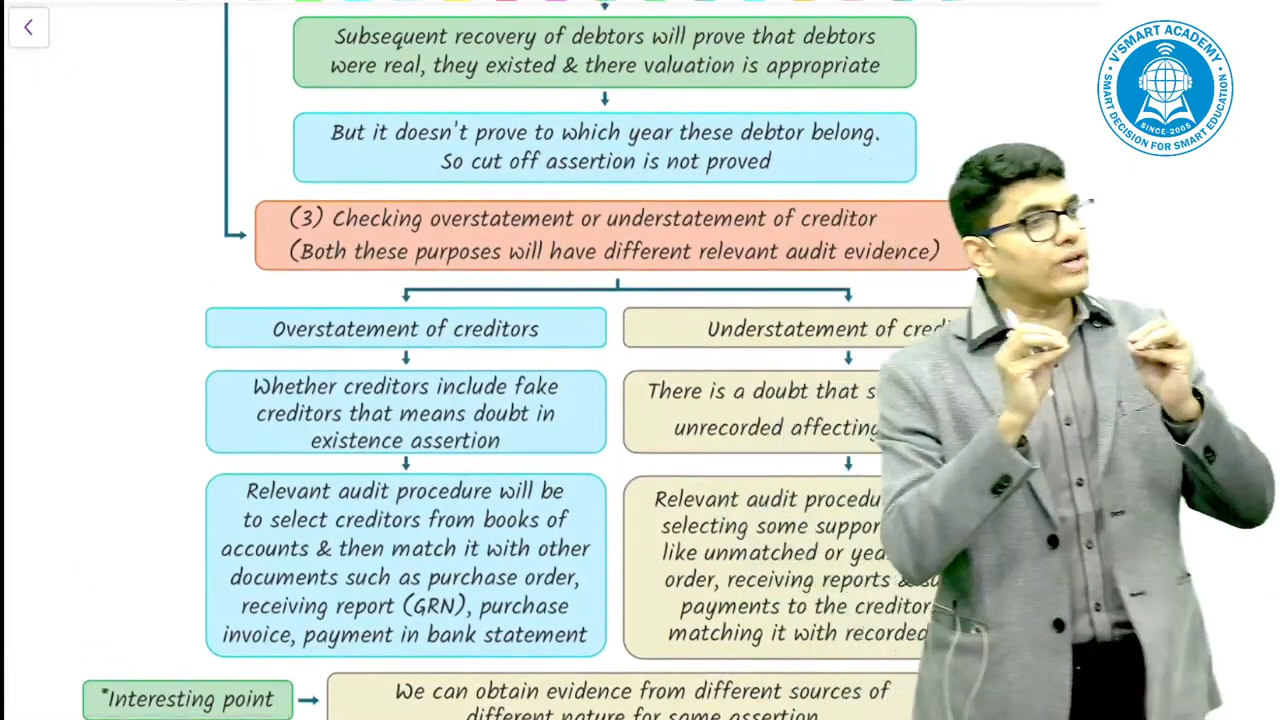 Subsequent recovery of debtors will prove that debtors
were real, they existed & there valuation is appropriate
But it doesn't prove to which year these debtor belong.
So cut off assertion is not proved
(3) Checking overstatement or understatement of creditor
(Both these purposes will have different relevant audit evidence)
Overstatement of creditors
Whether creditors include fake
creditors that means doubt in
existence assertion
Relevant audit procedure will be
to select creditors from books of
accounts & then match it with other
documents such as purchase order,
receiving report (GRN), purchase
invoice, payment in bank statement
Understatement of
There is a doubt that
unrecorded affecting
Relevant audit
selecting some
like unmatched or
order, receiving reports &
payments to the
matching it with recorded
*Interesting point
We can obtain evidence from different sources of
different nature for same assertion
V'SMART ACADEMY
SMART DECISION FOR SMART EDUCATION
SINCE-2005